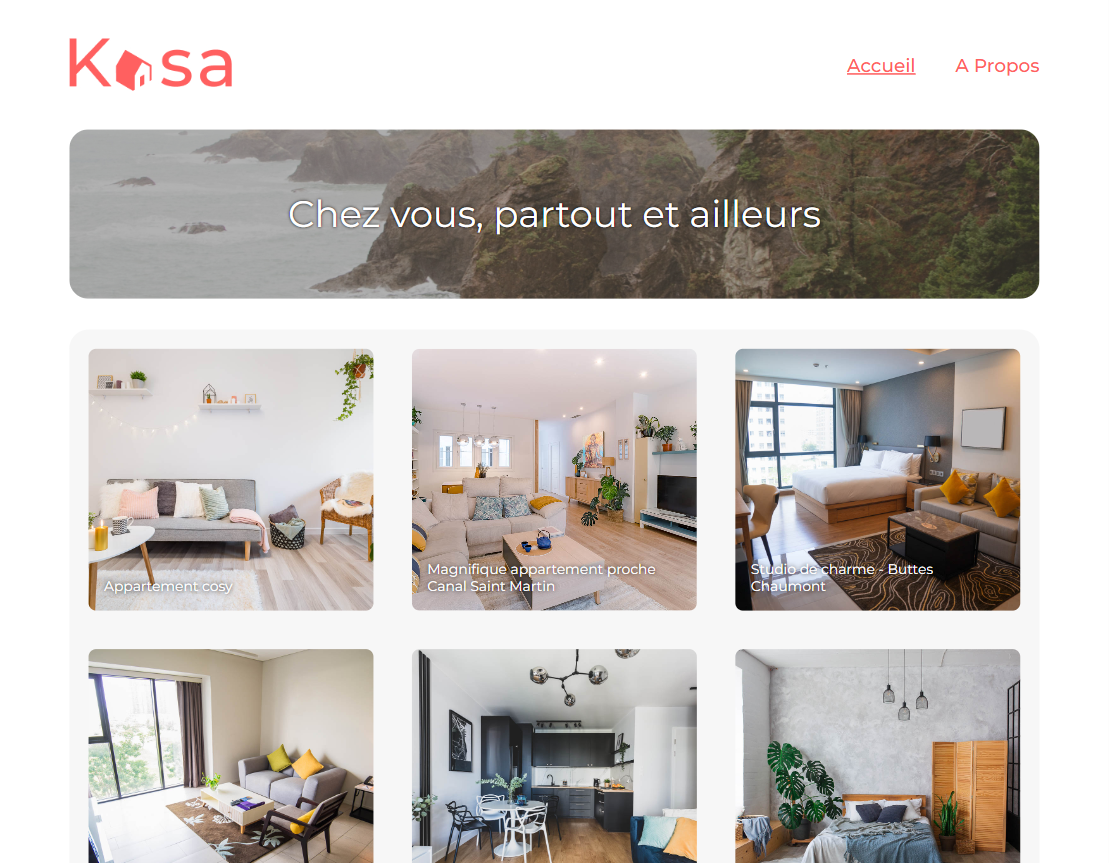 Kasa
Accueil
A Propos
Chez vous, partout et ailleurs
Appartement cosy
Magnifique appartement proche
Canal Saint Martin
Studio de charme - Buttes
Chaumont